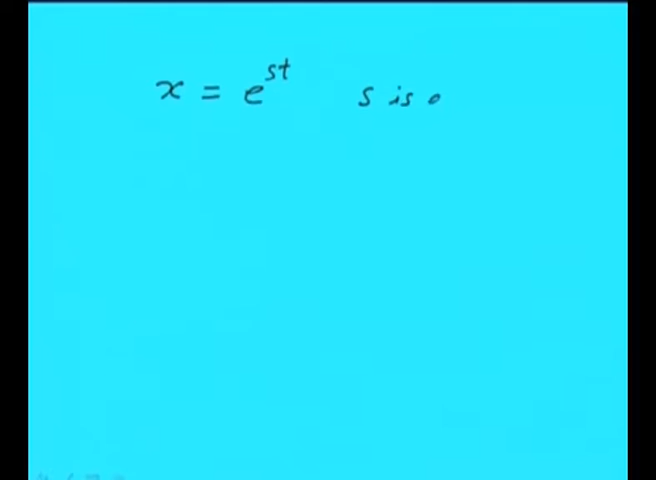 x = e^{st} s is